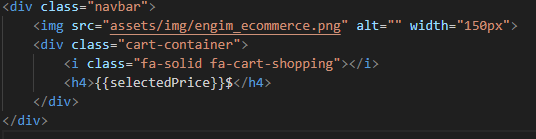 <div class="navbar">
<img src="assets/img/engim_ecommerce.png" alt="" width="150px">
<div class="cart-container">
<i class="fa-solid fa-cart-shopping"></i>
<h4>{{selectedPrice}}$</h4>
</div>
</div>